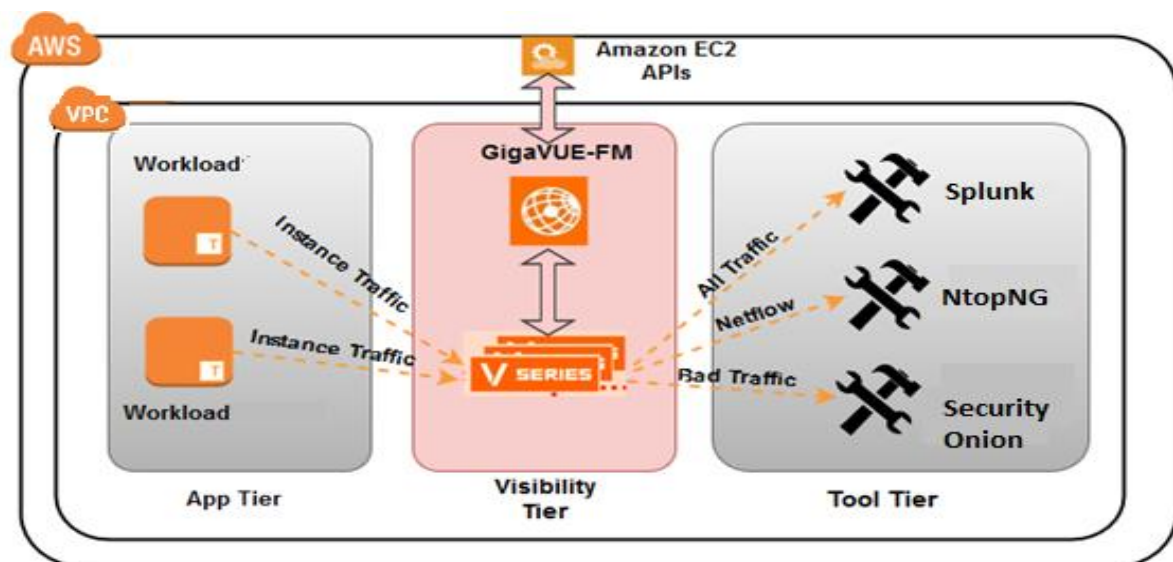 AWS
Amazon EC2
APIs
VPC
Workload
T
Instance Traffic
T
Instance Traffic
Workload
App Tier
GigaVUE-FM
V SERIES
Visibility
Tier
All Traffic
Netflow
Bad Traffic
Splunk
NtopNG
Security
Onion
Tool Tier